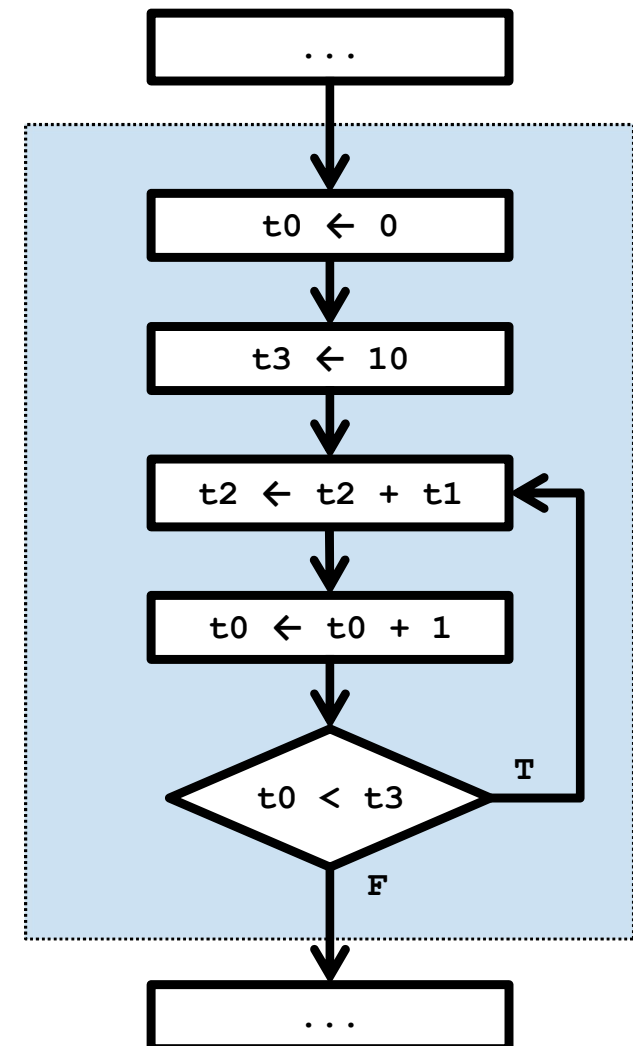 ...
t0 ← 0
t3 ← 10
t2 ← t2 + t1
t0 ← t0 + 1
t0 < t3
T
F
...